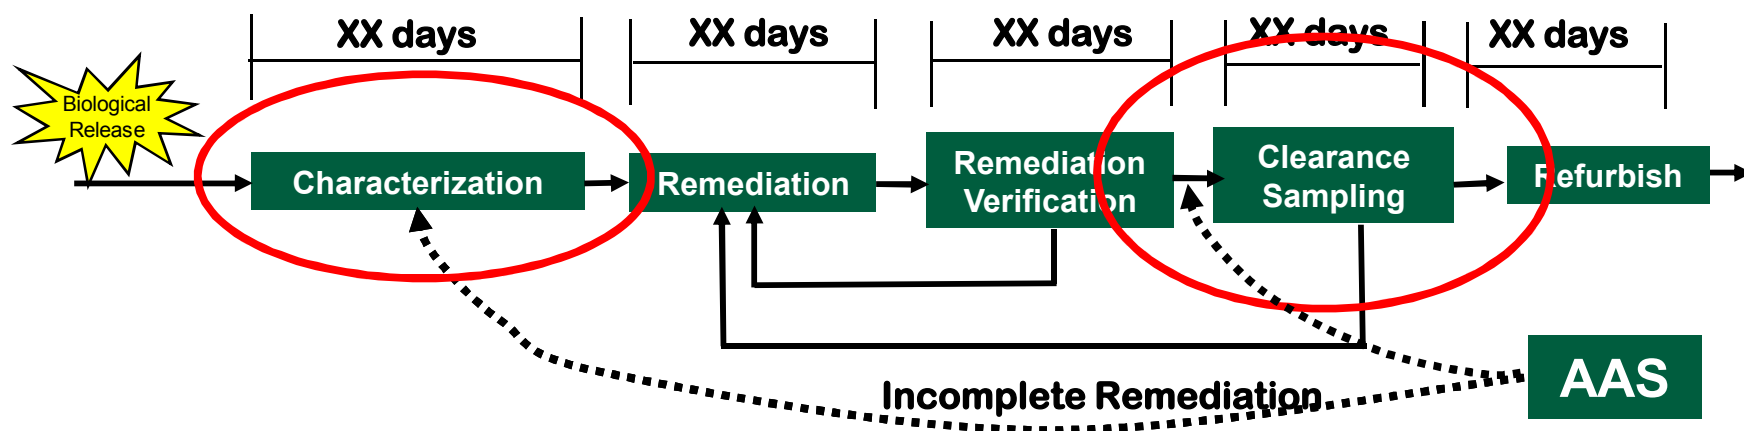 XX days
XX days
XX days
XX days
XX days
Biological
Release
Characterization
Remediation
Remediation
Verification
Clearance
Sampling
Refurbish
Incomplete Remediation
AAS